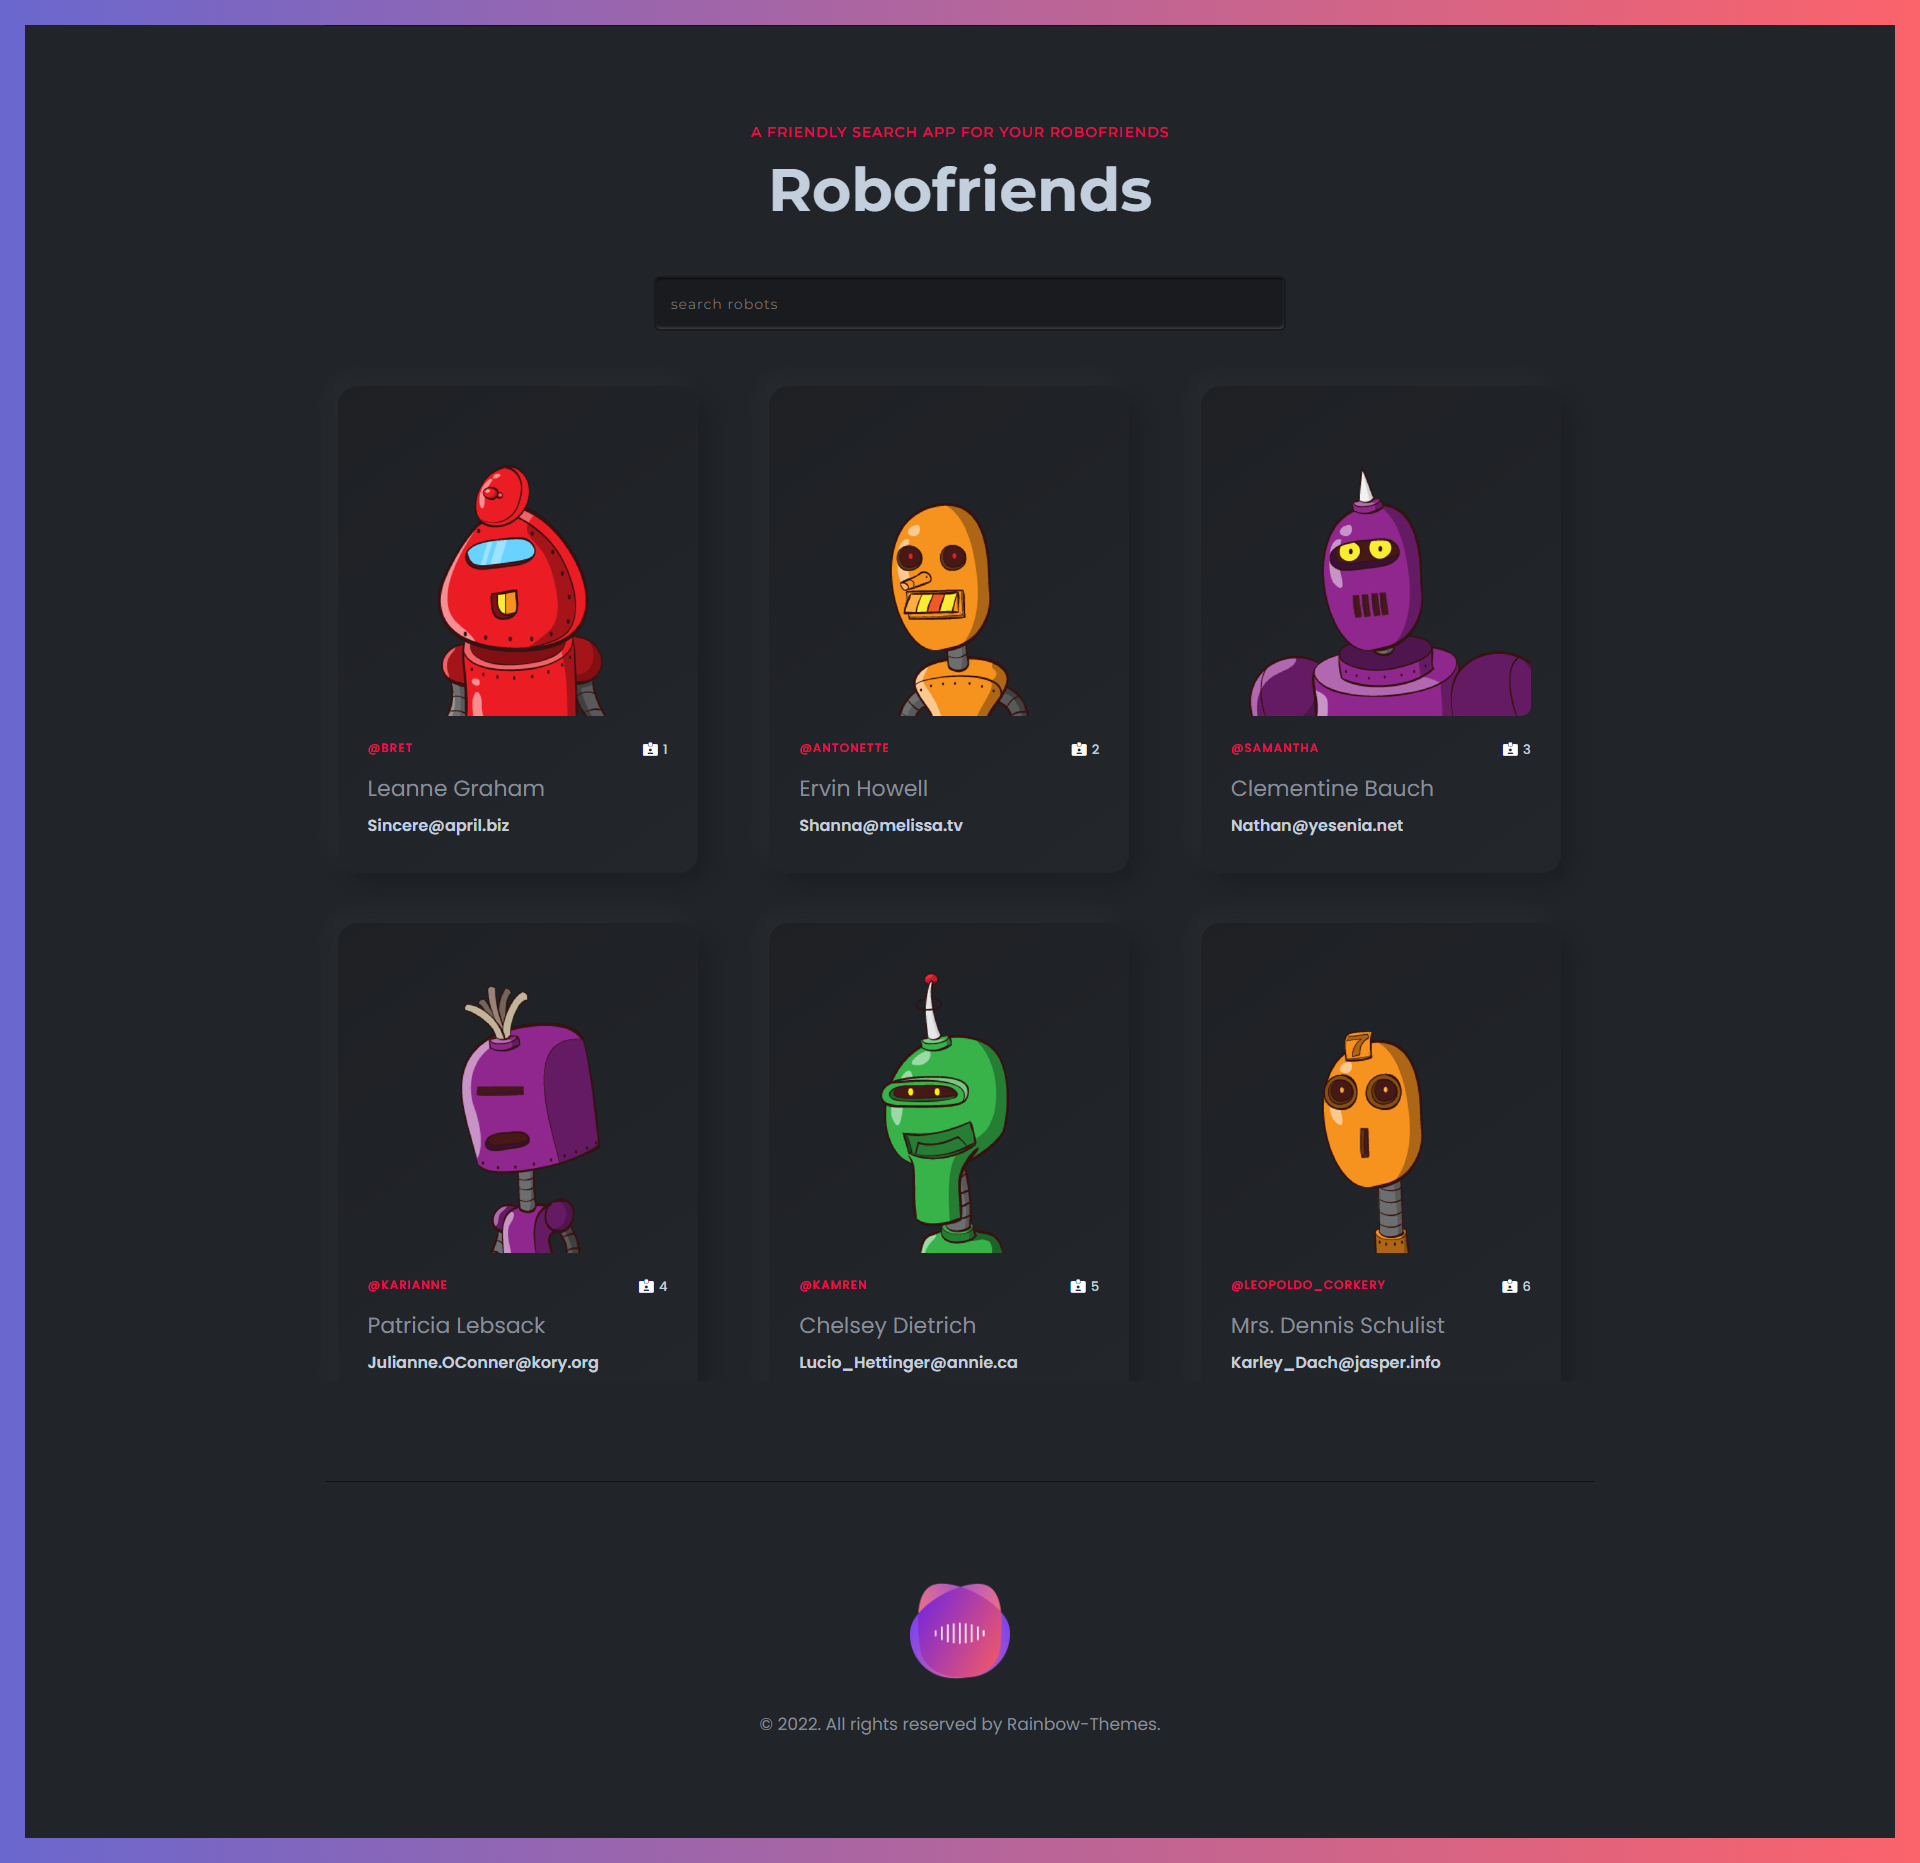 A FRIENDLY SEARCH APP FOR YOUR ROBOFRIENDS
Robofriends
search robots
@BRET 1
Leanne Graham
Sincere@april.biz
@ANTONETTE 2
Ervin Howell
Shanna@melissa.tv
@SAMANTHA 3
Clementine Bauch
Nathan@yesenia.net
7
@KARIANNE 4
Patricia Lebsack
Julianne.OConner@kory.org
@KAMREN 5
Chelsey Dietrich
Lucio_Hettinger@annie.ca
@LEOPOLDO_CORKERY 6
Mrs. Dennis Schulist
Karley_Dach@jasper.info
© 2022. All rights reserved by Rainbow-Themes.